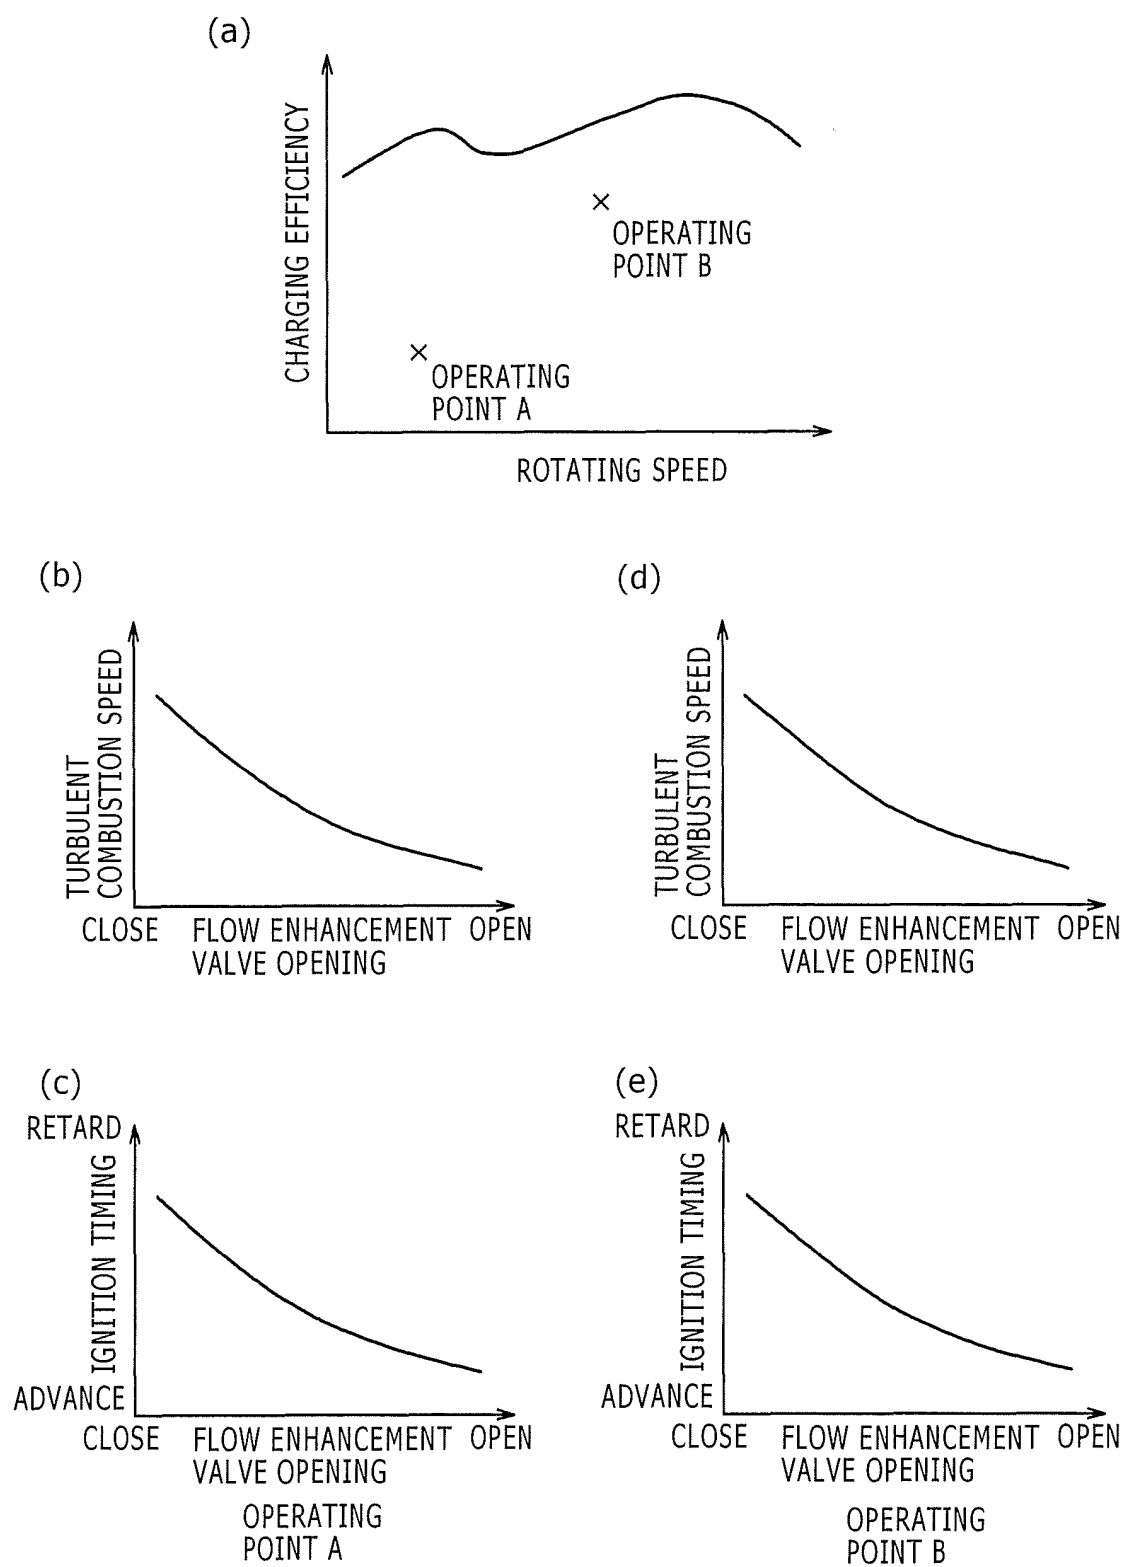 (a)
CHARGING EFFICIENCY
OPERATING
POINT B
OPERATING
POINT A
ROTATING SPEED
(b)
TURBULENT
COMBUSTION SPEED
CLOSE FLOW ENHANCEMENT OPEN
VALVE OPENING
(d)
TURBULENT
COMBUSTION SPEED
CLOSE FLOW ENHANCEMENT OPEN
VALVE OPENING
(c)
RETARD
IGNITION TIMING
ADVANCE
CLOSE FLOW ENHANCEMENT OPEN
VALVE OPENING
OPERATING
POINT A
(e)
RETARD
IGNITION TIMING
ADVANCE
CLOSE FLOW ENHANCEMENT OPEN
VALVE OPENING
OPERATING
POINT B